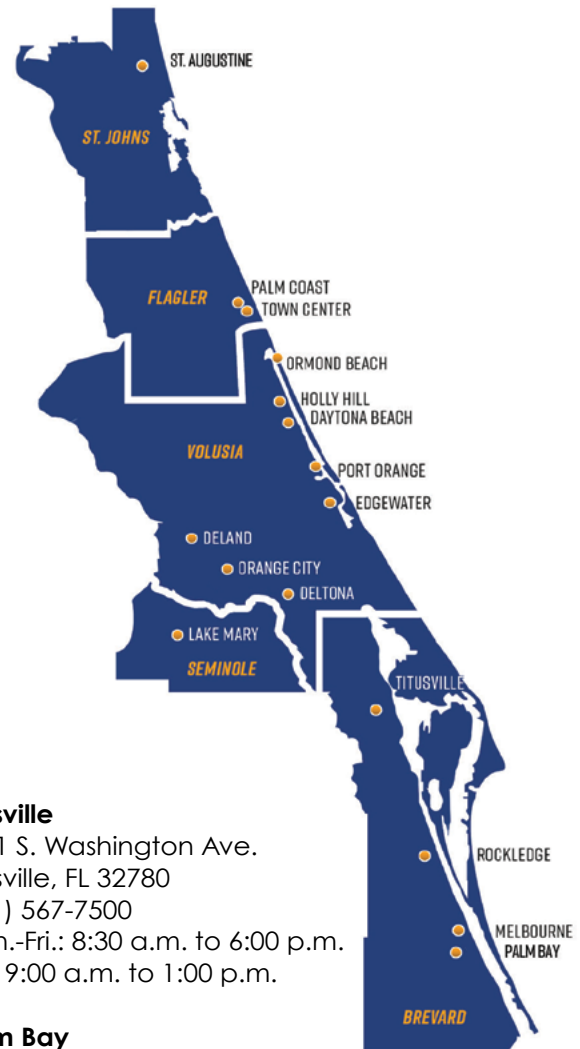 ST. AUGUSTINE
ST. JOHNS
PALM COAST
FLAGLER
TOWN CENTER
ORMOND BEACH
HOLLY HILL
DAYTONA BEACH
VOLUSIA
PORT ORANGE
EDGEWATER
DELAND
ORANGE CITY
DELTONA
LAKE MARY
SEMINOLE
TITUSVILLE
sville
1 S. Washington Ave.
sville, FL 32780
1) 567-7500
n.-Fri.: 8:30 a.m. to 6:00 p.m.
9:00 a.m. to 1:00 p.m.
m Bay
ROCKLEDGE
MELBOURNE
PALM BAY
BREVARD